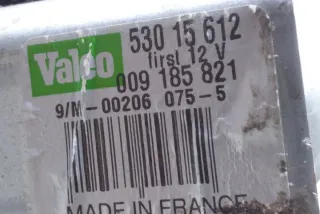 Valeo
530 15 612
first 12 V
009 185 821
9/M-00206 075-5
MADE IN FRANCE